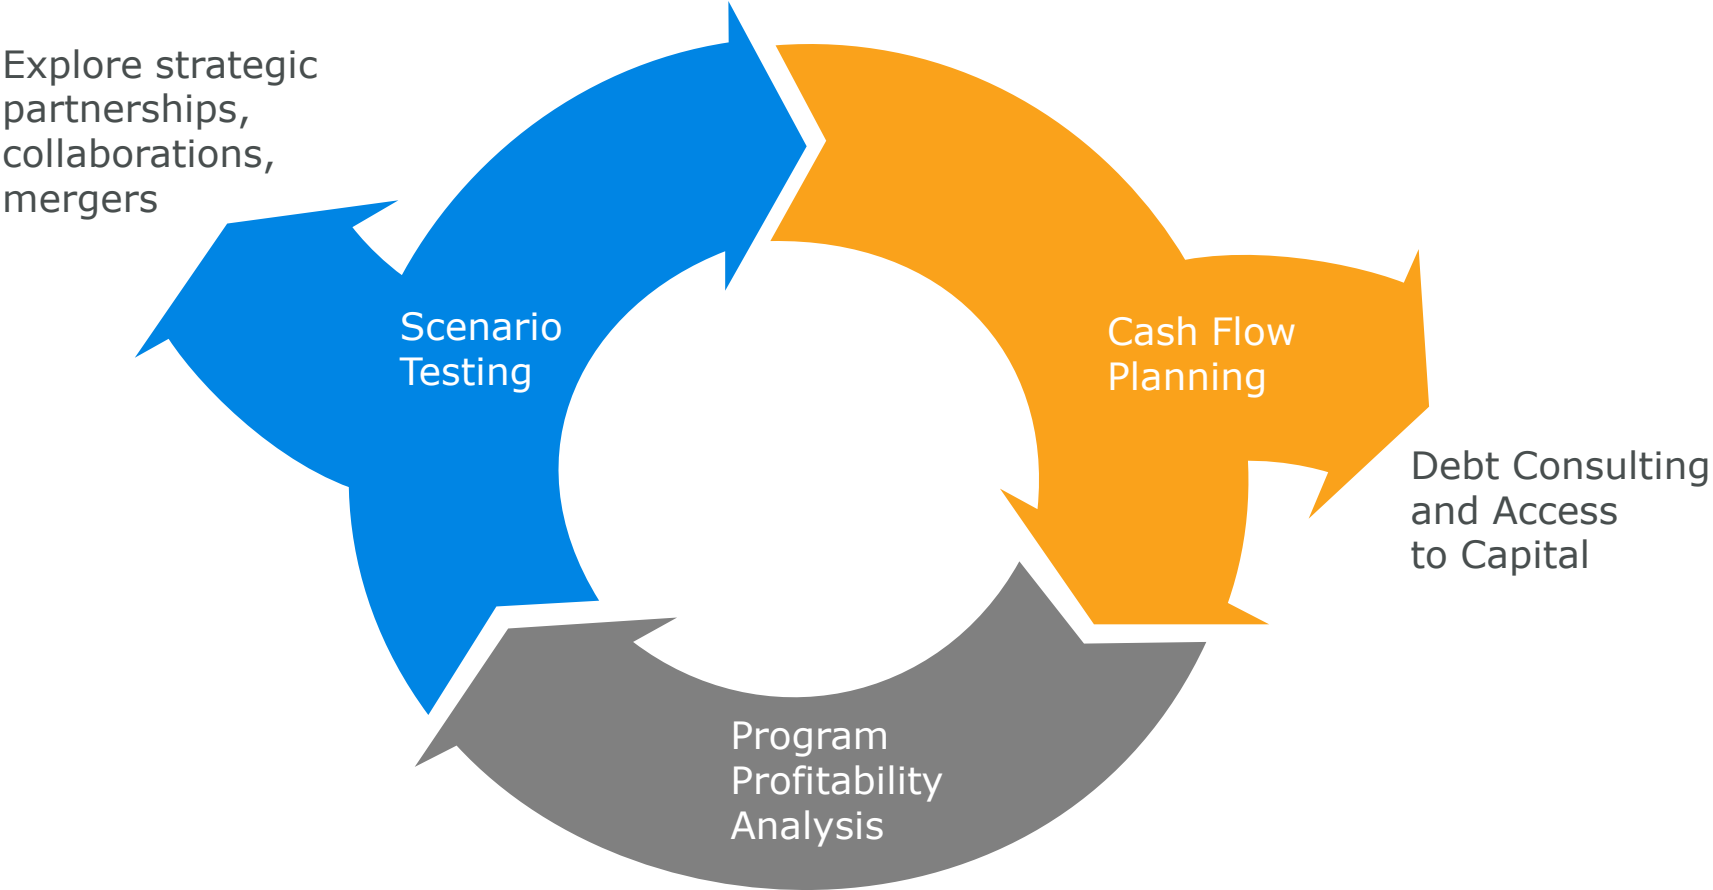 Explore strategic
partnerships,
collaborations,
mergers
Scenario
Testing
Cash Flow
Planning
Debt Consulting
and Access
to Capital
Program
Profitability
Analysis